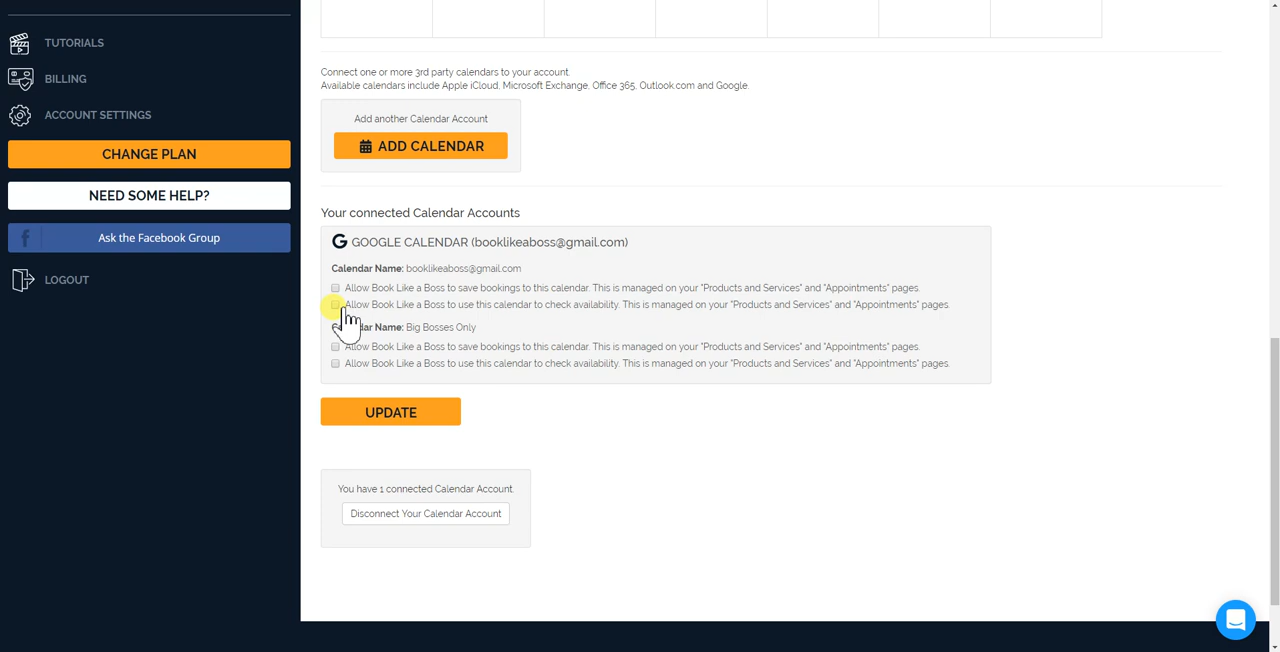 TUTORIALS
BILLING
ACCOUNT SETTINGS
CHANGE PLAN
NEED SOME HELP?
Ask the Facebook Group
LOGOUT
Connect one or more 3rd party calendars to your account.
Available calendars include Apple iCloud, Microsoft Exchange, Office 365, Outlook.com and Google.
Add another Calendar Account
ADD CALENDAR
Your connected Calendar Accounts
GOOGLE CALENDAR (booklikeaboss@gmail.com)
Calendar Name: booklikeaboss@gmail.com
Allow Book Like a Boss to save bookings to this calendar. This is managed on your "Products and Services" and "Appointments" pages.
Allow Book Like a Boss to use this calendar to check availability. This is managed on your "Products and Services" and "Appointments" pages.
Calendar Name: Big Bosses Only
Allow Book Like a Boss to save bookings to this calendar. This is managed on your "Products and Services" and "Appointments" pages.
Allow Book Like a Boss to use this calendar to check availability. This is managed on your "Products and Services" and "Appointments" pages.
UPDATE
You have 1 connected Calendar Account
Disconnect Your Calendar Account